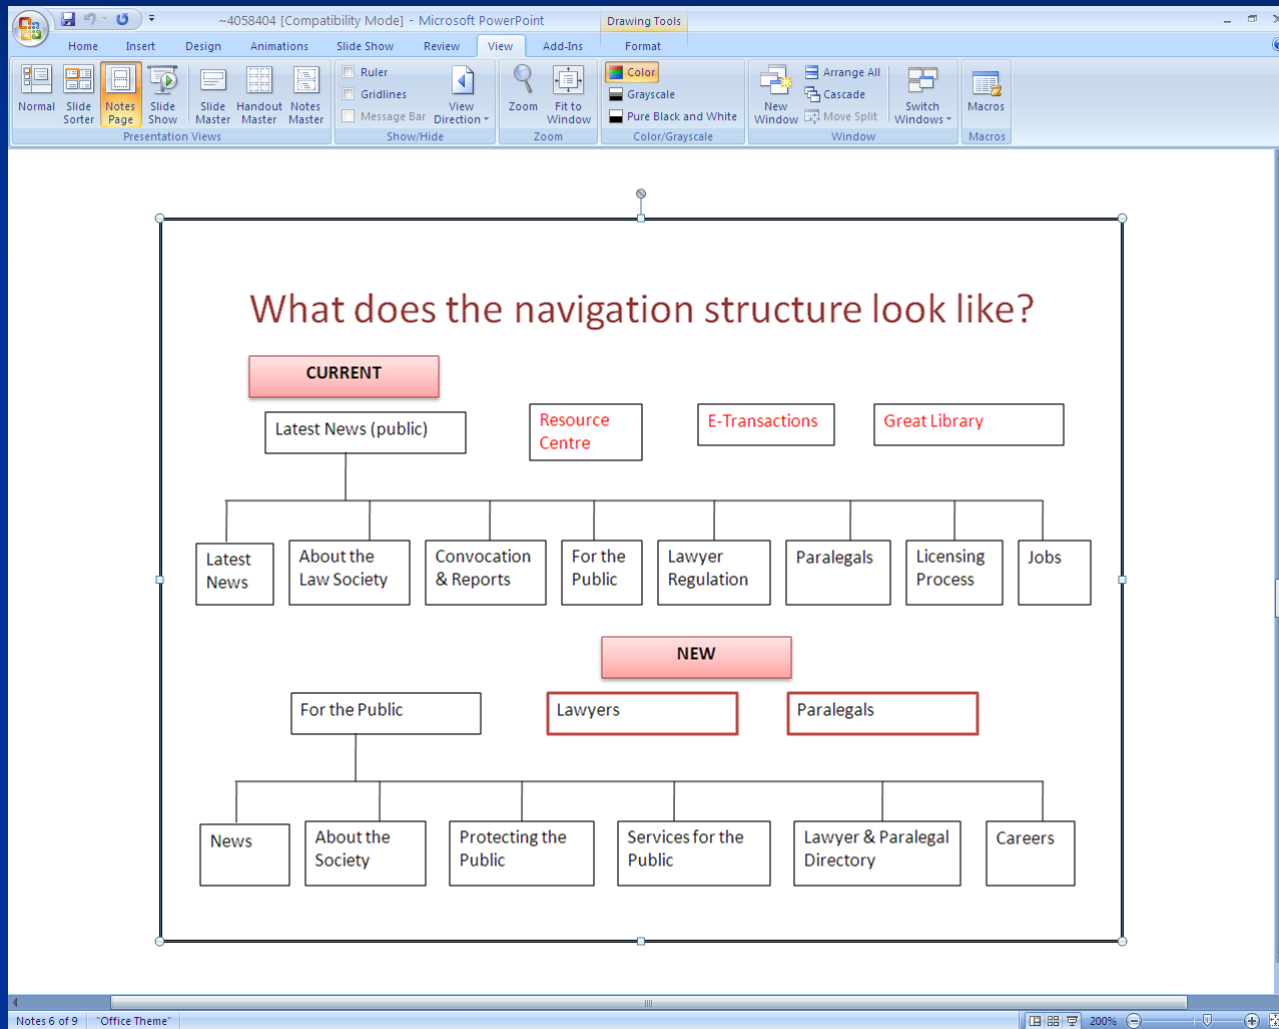 ~4058404 [Compatibility Mode] - Microsoft PowerPoint
Drawing Tools
Home Insert Design Animations Slide Show Review View Add-Ins Format
Normal
Slide Sorter
Notes Page
Slide Show
Slide Master
Handout Master
Notes Master
Presentation Views
Ruler
Gridlines
Message Bar
View Direction
Show/Hide
Zoom
Fit to Window
Zoom
Color
Grayscale
Pure Black and White
Color/Grayscale
New Window
Arrange All
Cascade
Move Split
Switch Windows
Window
Macros
Macros
What does the navigation structure look like?
CURRENT
Latest News (public)
Resource
Centre
E-Transactions
Great Library
Latest
News
About the
Law Society
Convocation
& Reports
For the
Public
Lawyer
Regulation
Paralegals
Licensing
Process
Jobs
NEW
For the Public
Lawyers
Paralegals
News
About the
Society
Protecting the
Public
Services for the
Public
Lawyer & Paralegal
Directory
Careers
Notes 6 of 9 "Office Theme" 200%